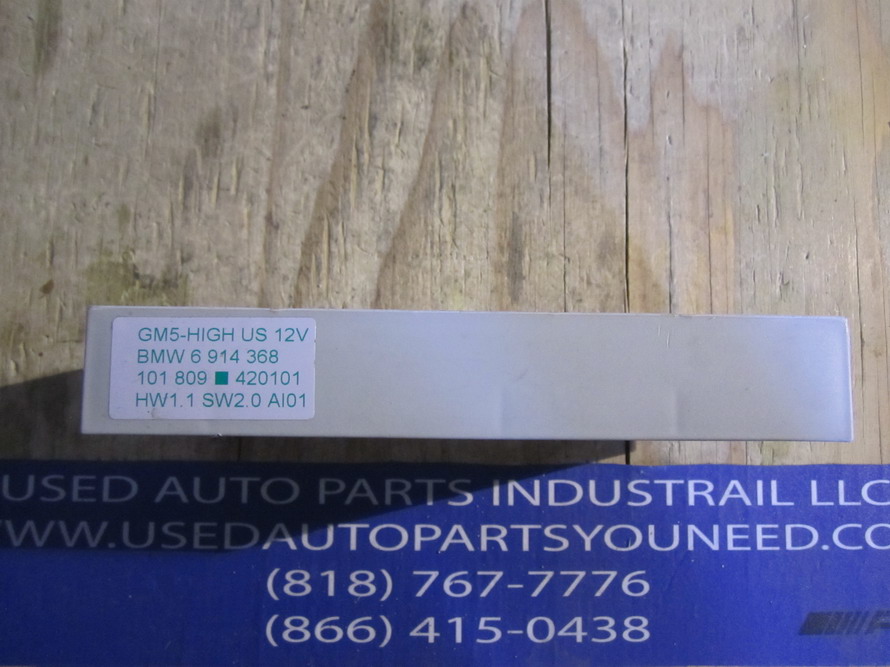 GM5-HIGH US 12V
BMW 6 914 368
101 809 ■ 420101
HW1.1 SW2.0 AI01
USED AUTO PARTS INDUSTRAIL LLC
WWW.USEDAUTOPARTSYOUNEED.CO
(818) 767-7776
(866) 415-0438